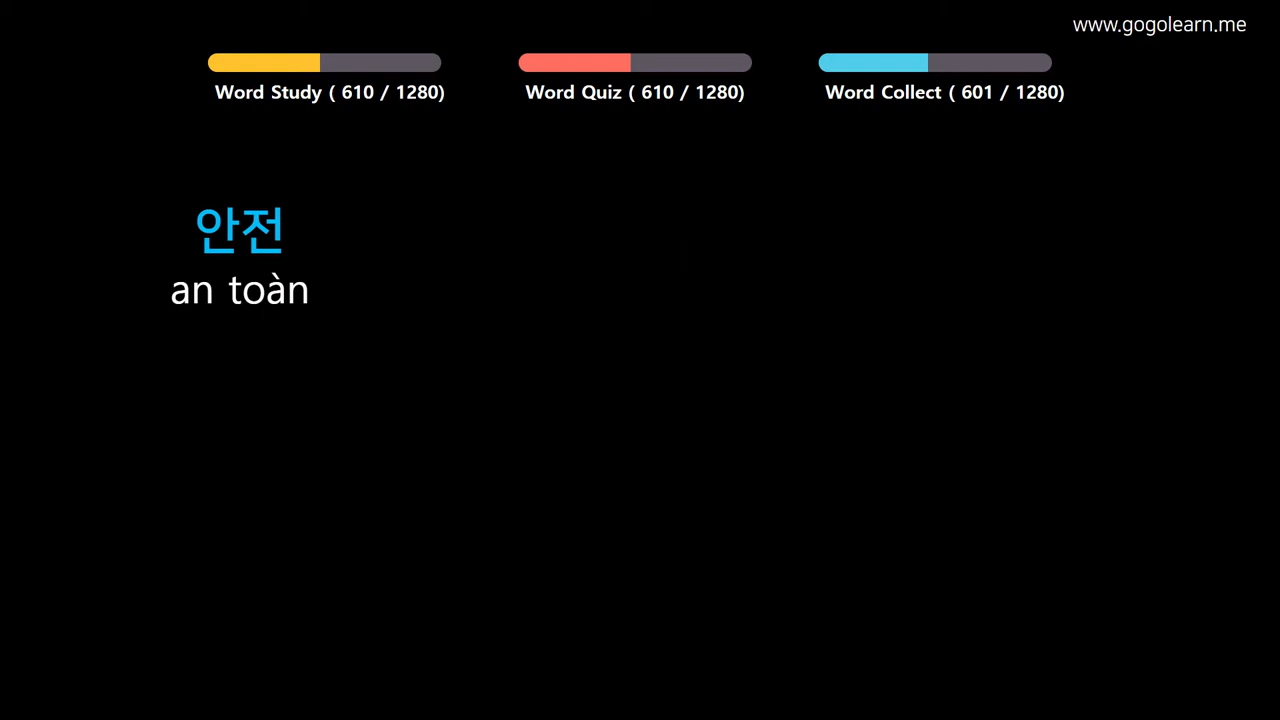 www.gogolearn.me
Word Study ( 610 / 1280)
Word Quiz ( 610 / 1280)
Word Collect ( 601 / 1280)
안전
an toàn